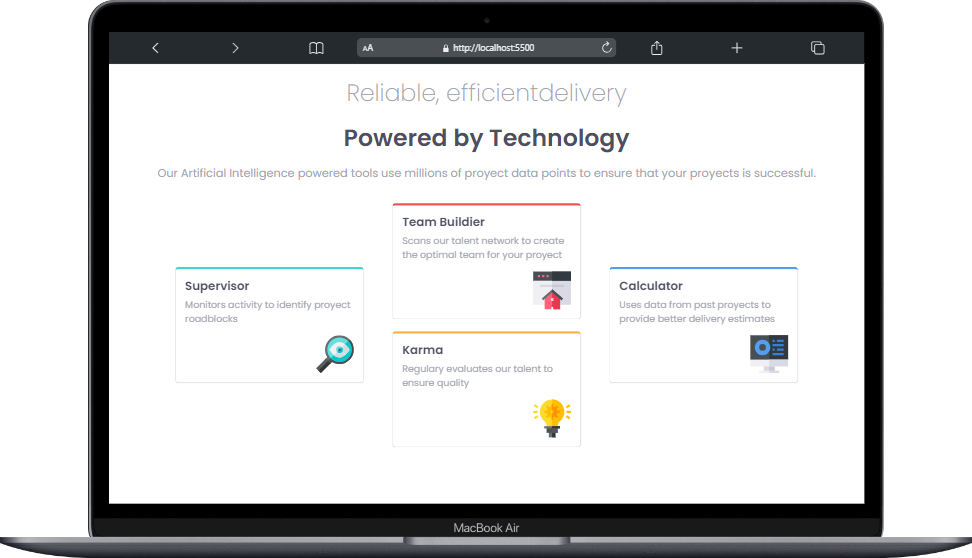 AA
http://localhost:5500
Reliable, efficientdelivery
Powered by Technology
Our Artificial Intelligence powered tools use millions of proyect data points to ensure that your proyects is successful.
Team Buildier
Scans our talent network to create
the optimal team for your proyect
Supervisor
Monitors activity to identify proyect
roadblocks
Calculator
Uses data from past proyects to
provide better delivery estimates
Karma
Regulary evaluates our talent to
ensure quality
MacBook Air